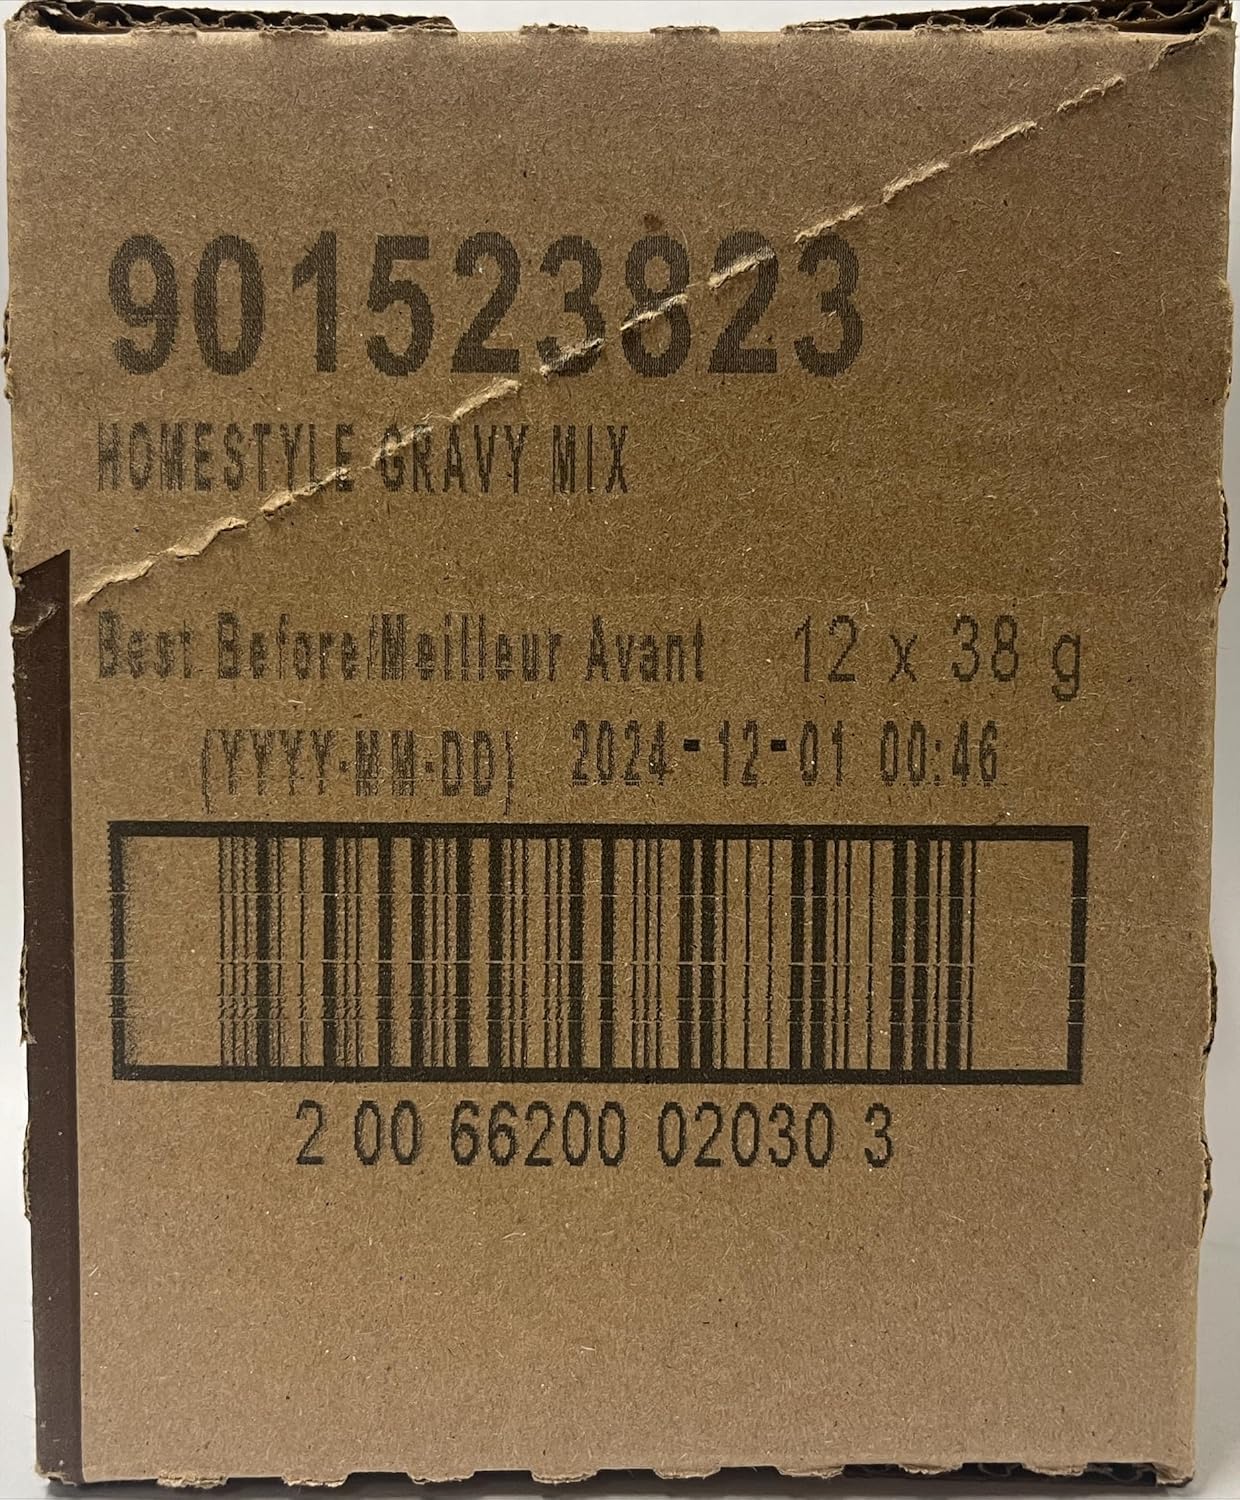 901523823
HOMESTYLE GRAVY MIX
Best Before/Meilleur Avant 12 x 38 g
(YYYY-MM-DD) 2024-12-01 00:46
2 00 66200 02030 3